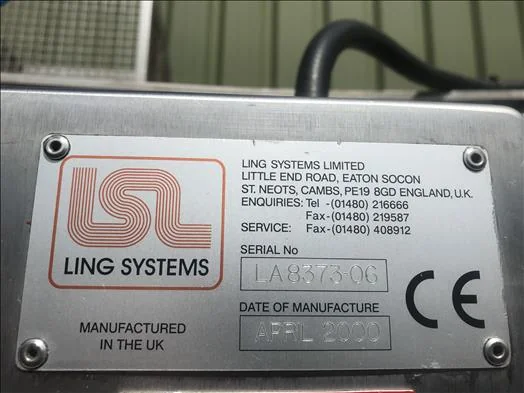 LSL
LING SYSTEMS
MANUFACTURED
IN THE UK
LING SYSTEMS LIMITED
LITTLE END ROAD, EATON SOCON
ST. NEOTS, CAMBS, PE19 8GD ENGLAND, U.K.
ENQUIRIES: Tel -(01480) 216666
Fax-(01480) 219587
SERVICE: Fax-(01480) 408912
SERIAL No
LA8373-06
DATE OF MANUFACTURE
APRIL 2000
CE